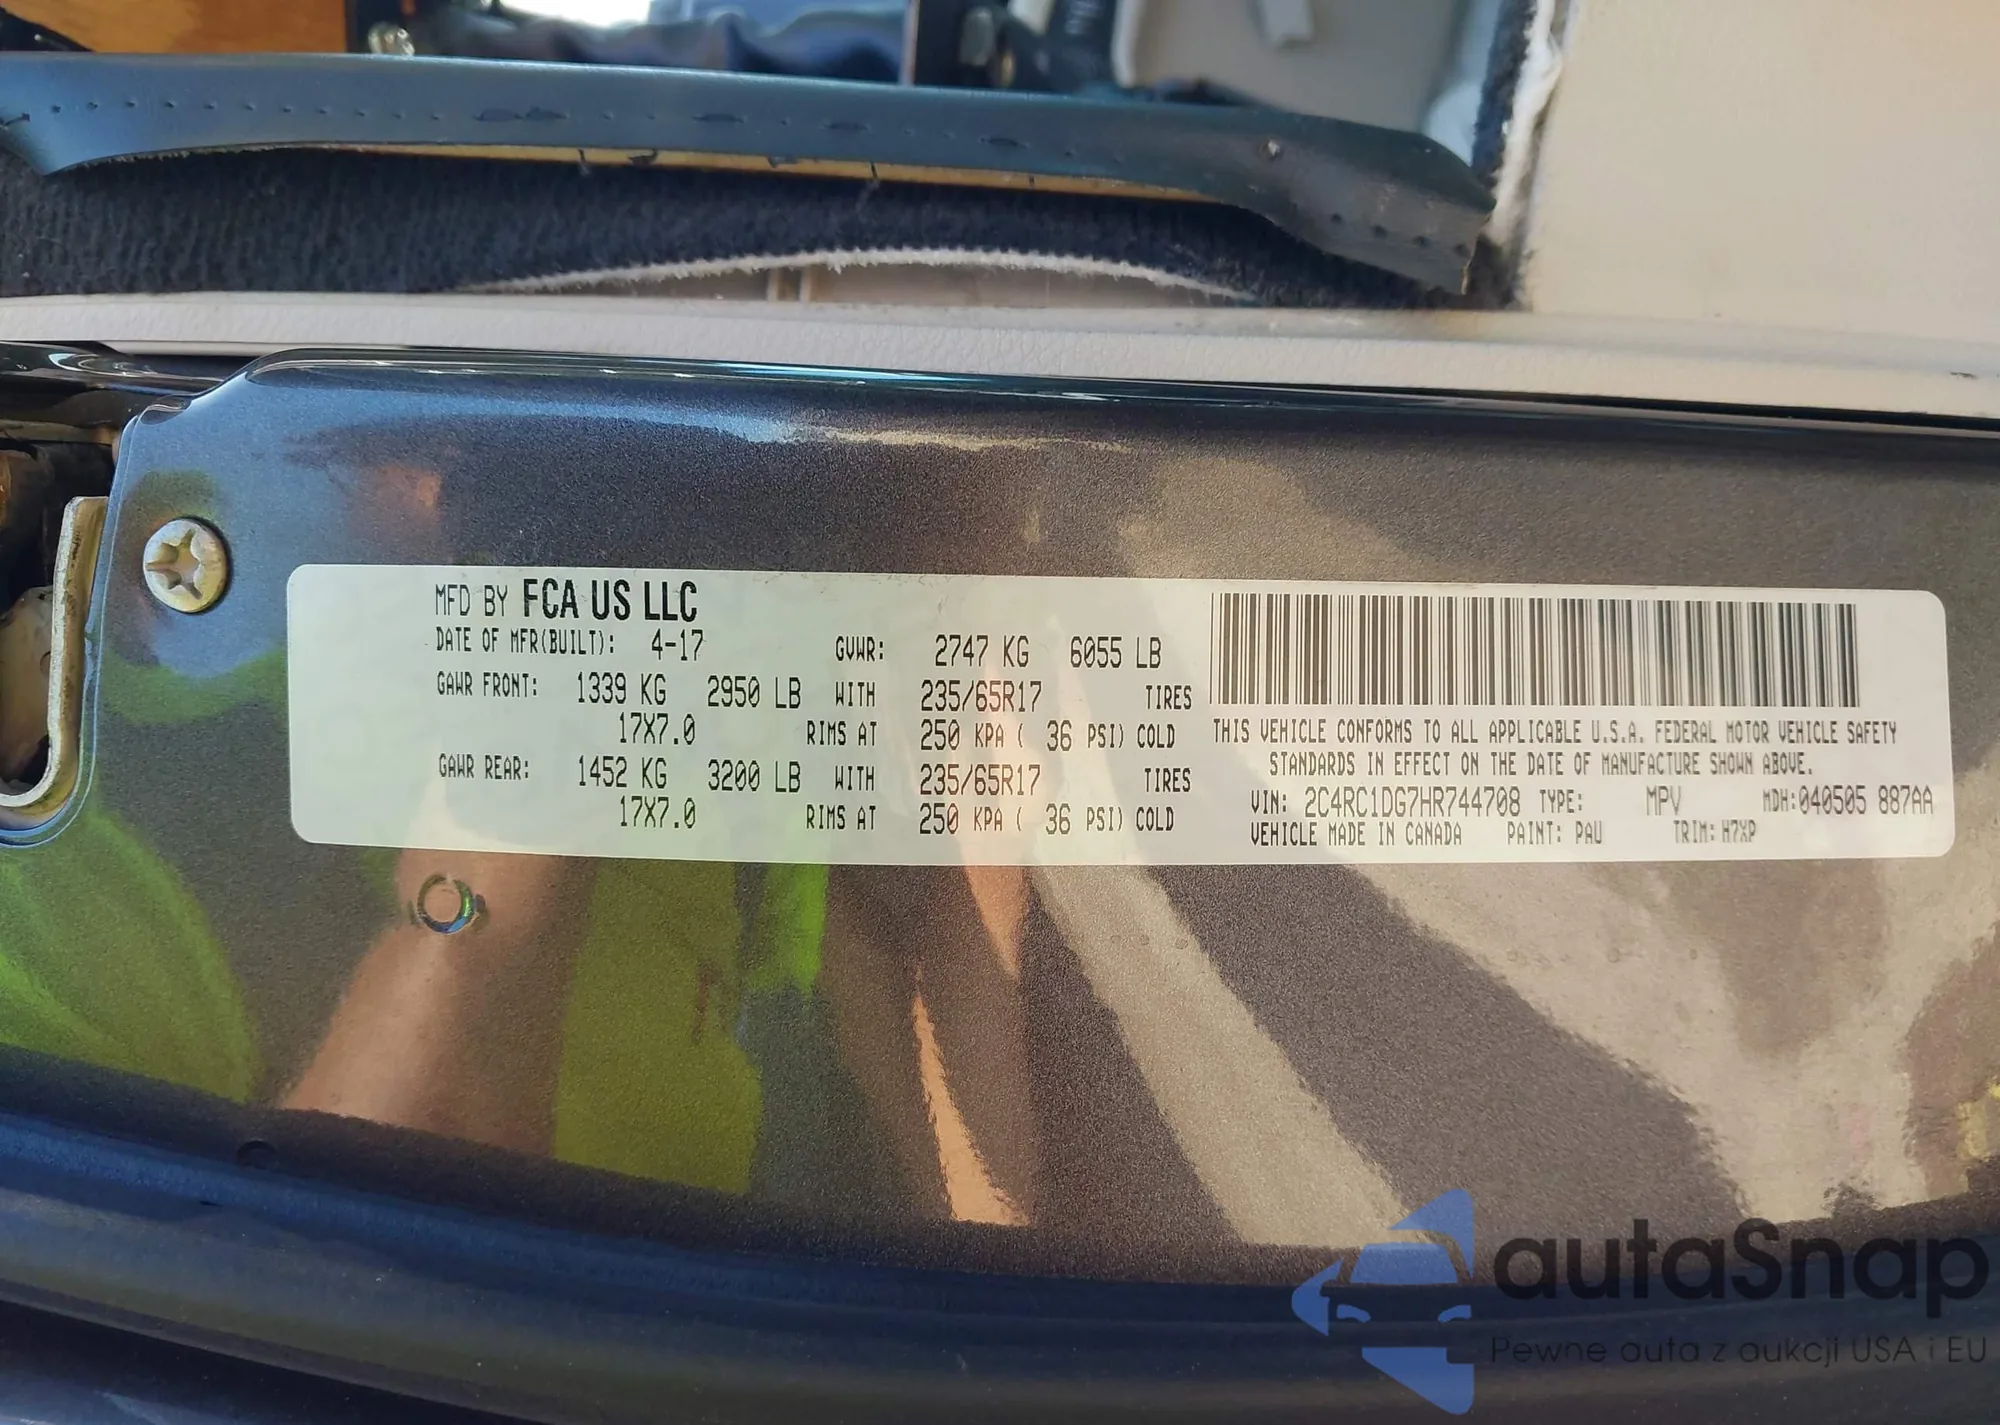 MFD BY FCA US LLC
DATE OF MFR(BUILT): 4-17 GVWR: 2747 KG 6055 LB
GAWR FRONT: 1339 KG 2950 LB WITH 235/65R17 TIRES
17X7.0 RIMS AT 250 KPA ( 36 PSI) COLD
GAWR REAR: 1452 KG 3200 LB WITH 235/65R17 TIRES
17X7.0 RIMS AT 250 KPA ( 36 PSI) COLD
THIS VEHICLE CONFORMS TO ALL APPLICABLE U.S.A. FEDERAL MOTOR VEHICLE SAFETY
STANDARDS IN EFFECT ON THE DATE OF MANUFACTURE SHOWN ABOVE.
VIN: 2C4RC1DG7HR744708 TYPE: MPV MDH:040505 887AA
VEHICLE MADE IN CANADA PAINT: PAU TRIM: H7XP
autaSnap
Pewne auta z aukcji USA i EU